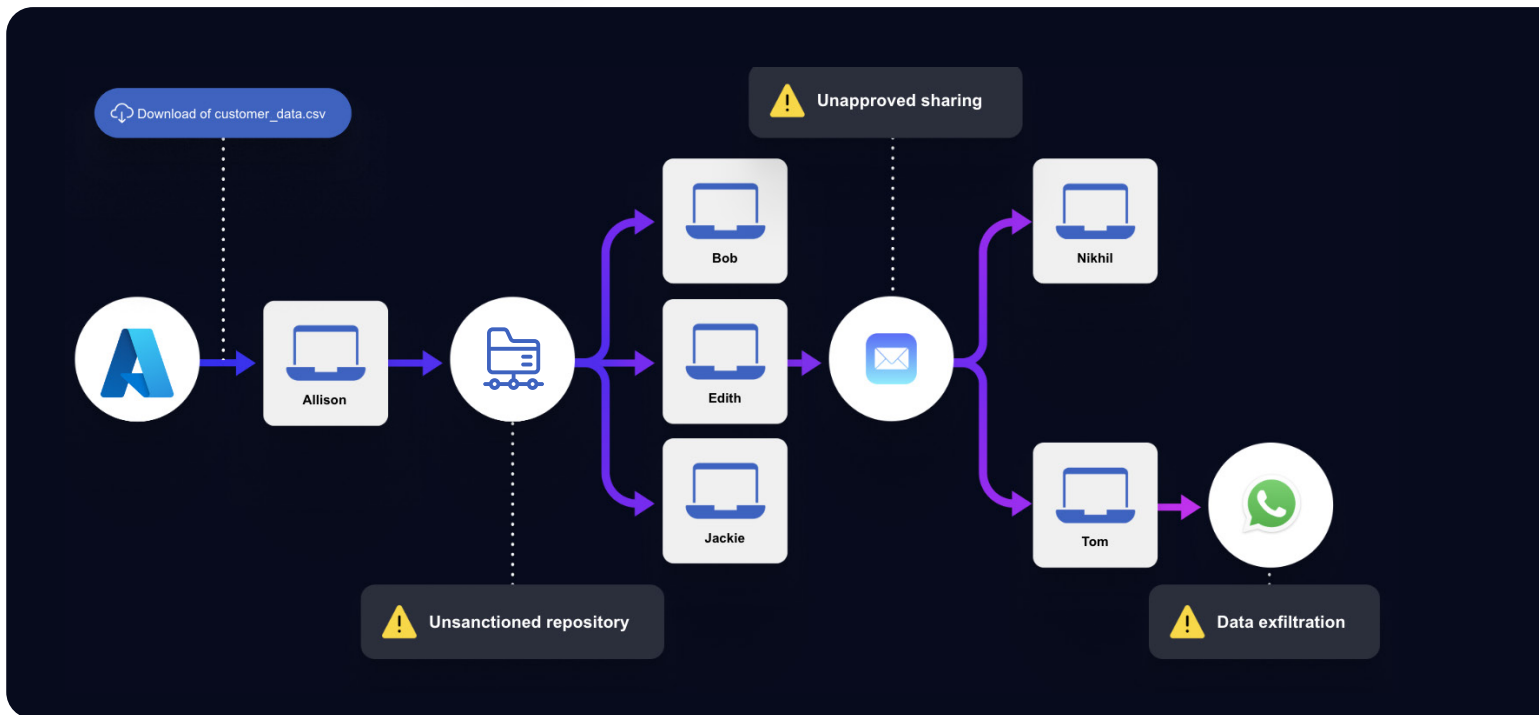 Download of customer_data.csv
Unapproved sharing
Bob
Nikhil
Allison
Edith
Jackie
Tom
Unsanctioned repository
Data exfiltration